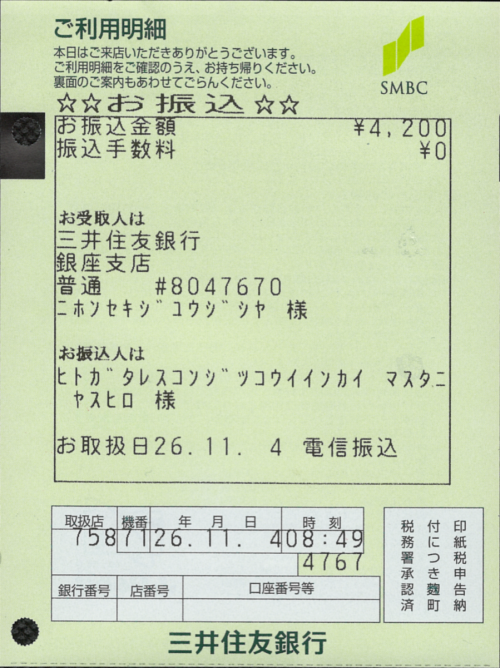 ご利用明細
本日はご来店いただきありがとうございます。
ご利用明細をご確認のうえ、お持ち帰りください。
裏面のご案内もあわせてごらんください。
SMBC
☆☆お振込☆☆
お振込金額 ¥4,200
振込手数料 ¥0
お受取人は
三井住友銀行
銀座支店
普通 #8047670
ニホンセキジユウジシヤ 様
お振込人は
ヒトガタレスコンジツコウイインカイ マスタニ
ヤスヒロ 様
お取扱日26.11. 4 電信振込
取扱店 機番 年 月 日 時 刻
758 71 26.11. 4 08:49
4767
銀行番号 店番号 口座番号等
印紙税申告納
付につき麹町
税務署承認済
三井住友銀行